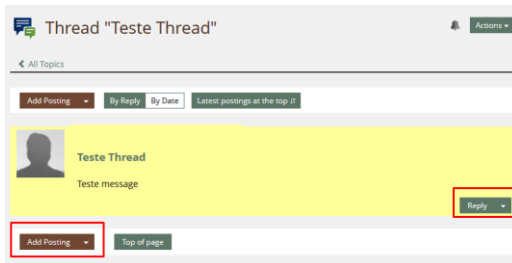 Thread "Teste Thread"
Actions
All Topics
Add Posting By Reply By Date Latest postings at the top
Teste Thread
Teste message
Reply
Add Posting Top of page